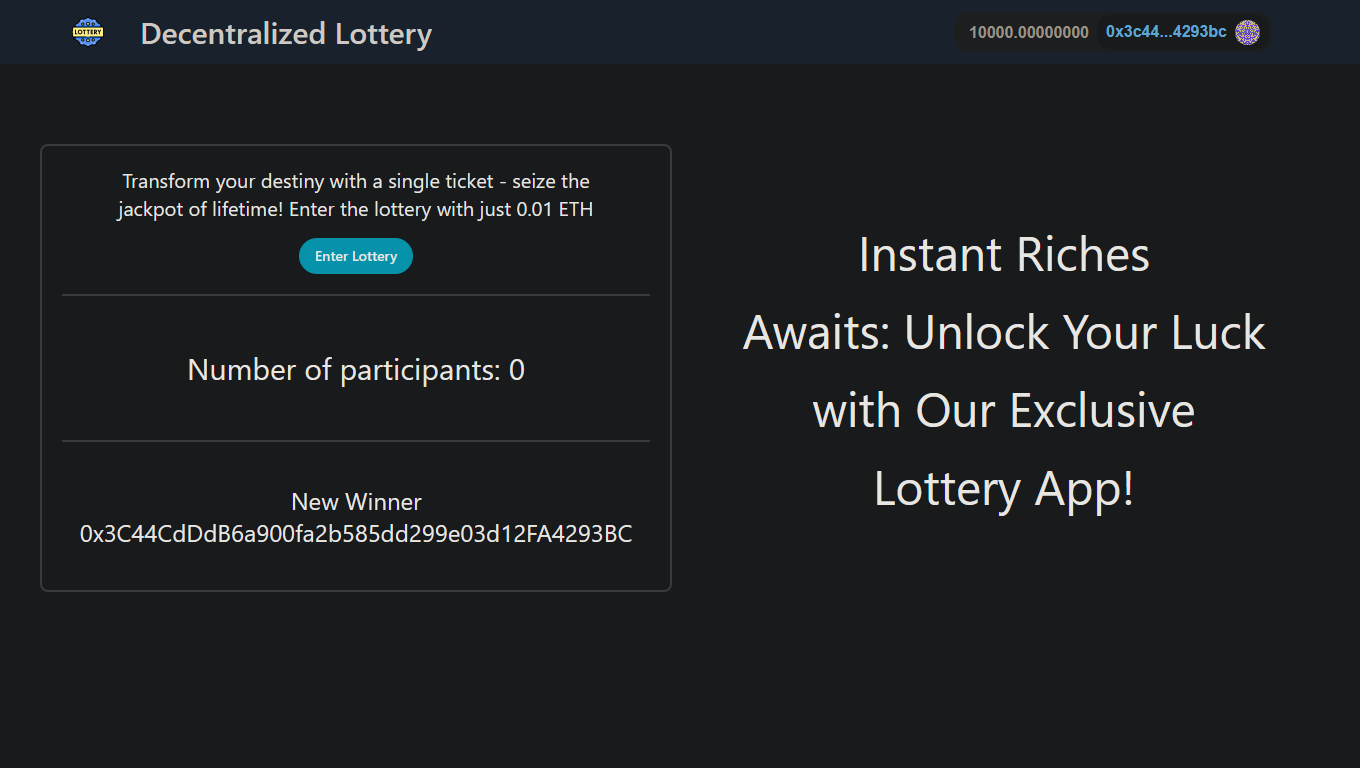 LOTTERY
Decentralized Lottery
10000.00000000
0x3c44...4293bc
Transform your destiny with a single ticket - seize the
jackpot of lifetime! Enter the lottery with just 0.01 ETH
Enter Lottery
Number of participants: 0
New Winner
0x3C44CdDdB6a900fa2b585dd299e03d12FA4293BC
Instant Riches
Awaits: Unlock Your Luck
with Our Exclusive
Lottery App!